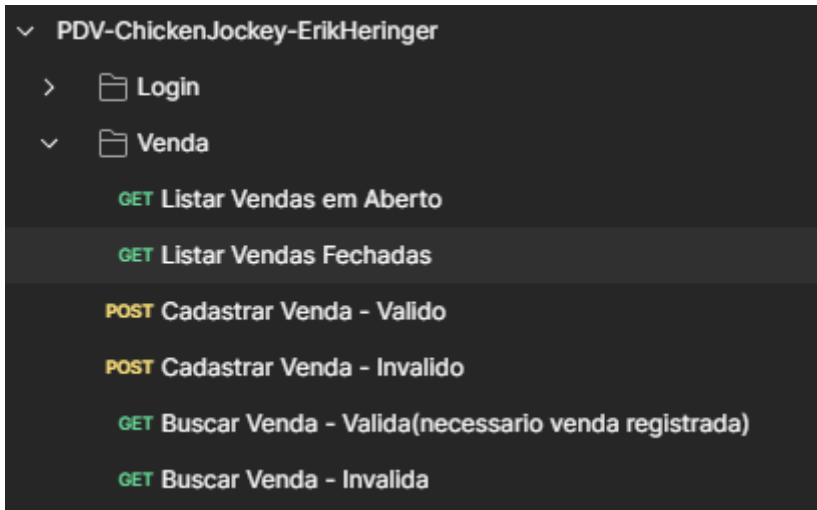 PDV-ChickenJockey-ErikHeringer
Login
Venda
GET Listar Vendas em Aberto
GET Listar Vendas Fechadas
POST Cadastrar Venda - Valido
POST Cadastrar Venda - Invalido
GET Buscar Venda - Valida(necessario venda registrada)
GET Buscar Venda - Invalida